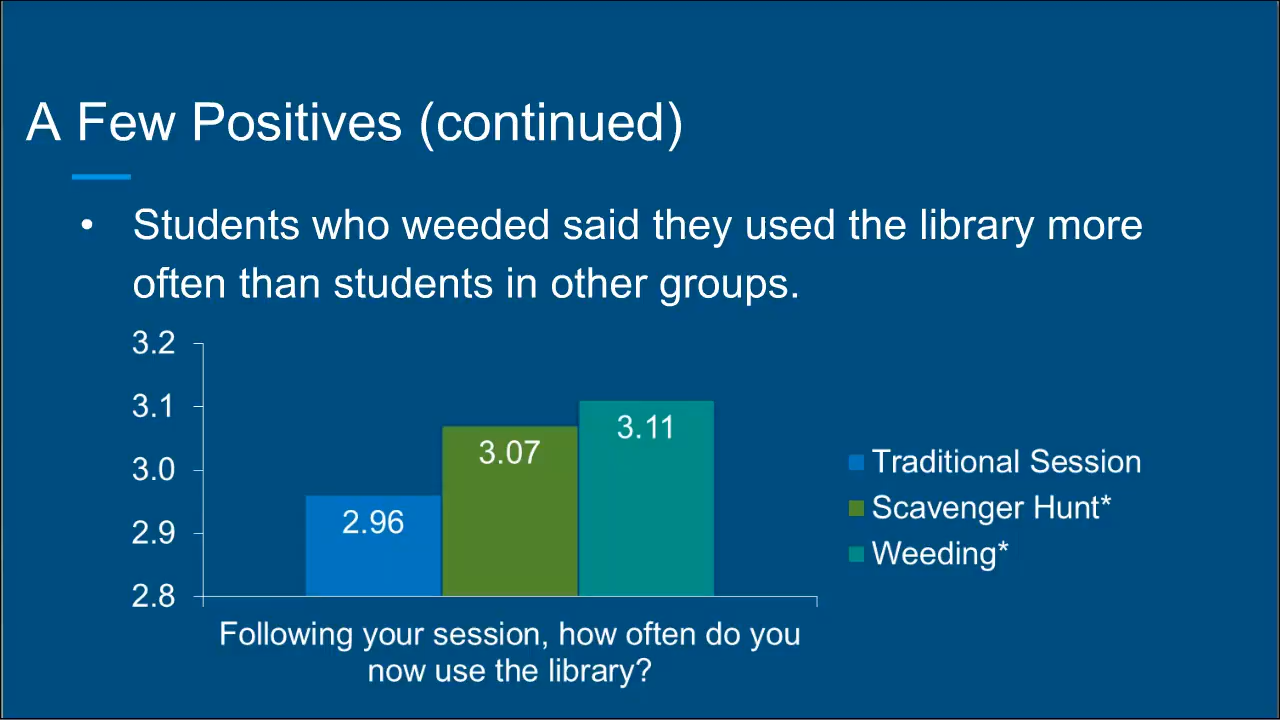 A Few Positives (continued)
• Students who weeded said they used the library more
often than students in other groups.
3.2
3.1
3.0
2.9
2.8
2.96
3.07
3.11
Following your session, how often do you
now use the library?
Traditional Session
Scavenger Hunt*
Weeding*